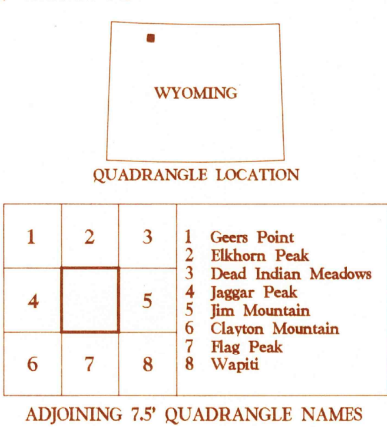 WYOMING
QUADRANGLE LOCATION
1 2 3
4 5
6 7 8
1 Geers Point
2 Elkhorn Peak
3 Dead Indian Meadows
4 Jaggar Peak
5 Jim Mountain
6 Clayton Mountain
7 Flag Peak
8 Wapiti
ADJOINING 7.5' QUADRANGLE NAMES